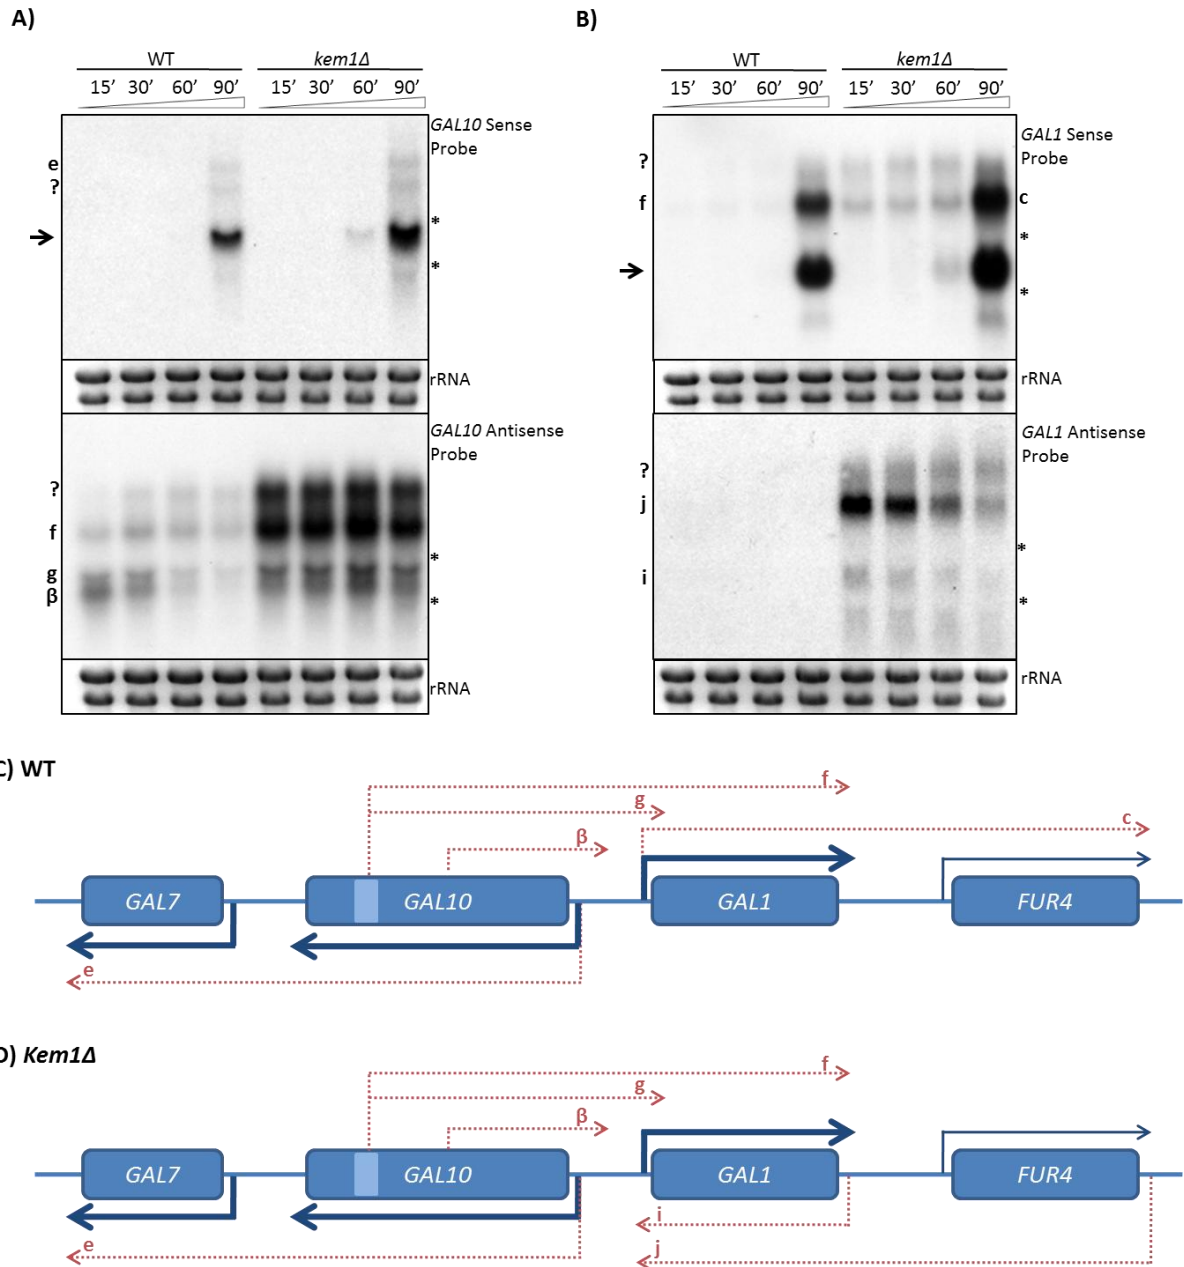 A)
WT kem1Δ
15’ 30’ 60’ 90’ 15’ 30’ 60’ 90’
GAL10 Sense
Probe
e
?
*
*
rRNA
GAL10 Antisense
Probe
?
f
*
g
β
*
rRNA
B)
WT kem1Δ
15’ 30’ 60’ 90’ 15’ 30’ 60’ 90’
GAL1 Sense
Probe
?
f c
*
*
rRNA
GAL1 Antisense
Probe
?
j
*
i
*
rRNA
C) WT
f
g
c
β
GAL7 GAL10 GAL1 FUR4
e
D) Kem1Δ
f
g
β
GAL7 GAL10 GAL1 FUR4
i
e j